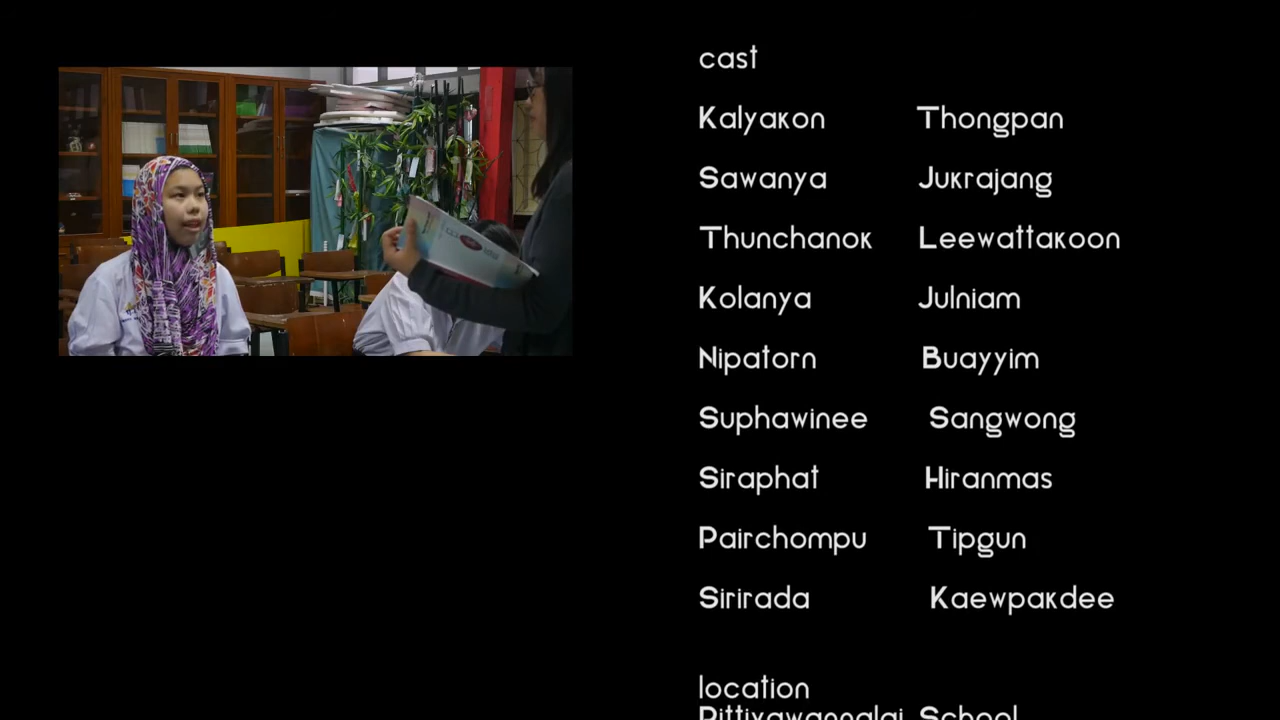 cast
Kalyakon Thongpan
Sawanya Jukrajang
Thunchanok Leewattakoon
Kolanya Julniam
Nipatorn Buayyim
Suphawinee Sangwong
Siraphat Hiranmas
Pairchompu Tipgun
Sirirada Kaewpakdee
location
School